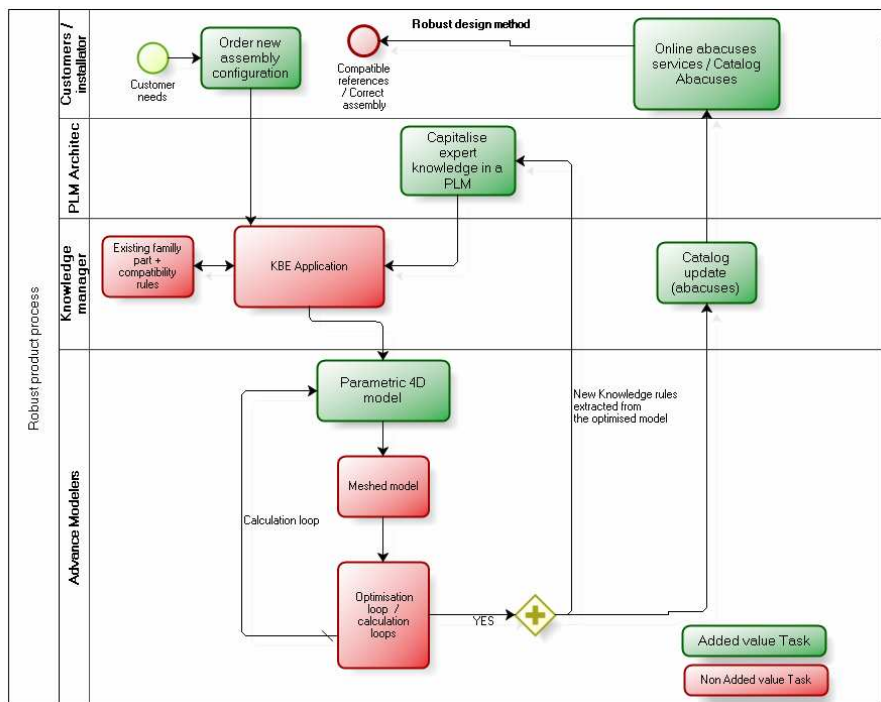 Robust product process
Customers /
installator
Customer
needs
Order new
assembly
configuration
Robust design method
Compatible
references
/ Correct
assembly
Online abacuses
services / Catalog
Abacuses
PLM Architec
Capitalise
expert
knowledge in a
PLM
Knowledge
manager
Existing familly
part +
compatibility
rules
KBE Application
Catalog
update
(abacuses)
Advance Modelers
Parametric 4D
model
New Knowledge rules
extracted from
the optimised model
Meshed model
Calculation loop
Optimisation
loop /
calculation
loops
YES
Added value Task
Non Added value Task